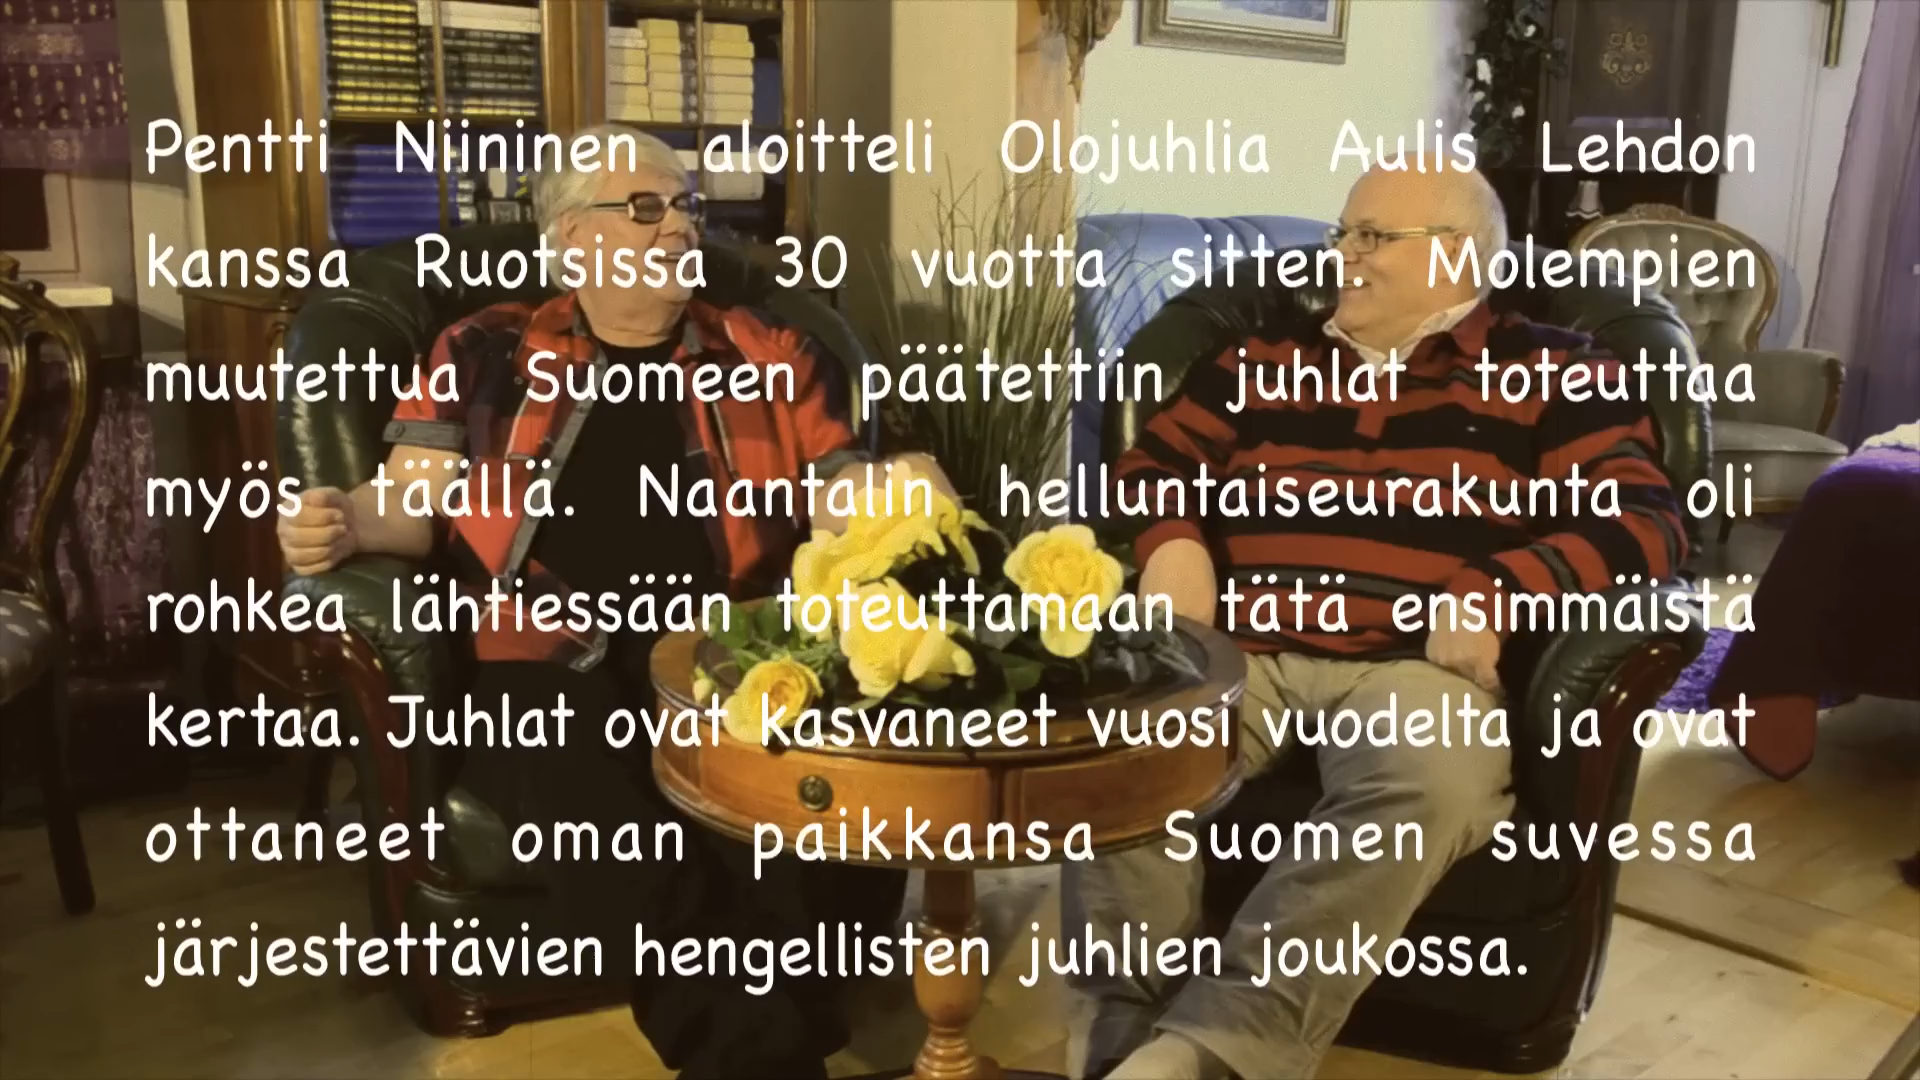 Pentti Niininen aloitteli Olojuhlia Aulis Lehdon
kanssa Ruotsissa 30 vuotta sitten. Molempien
muutettua Suomeen päätettiin juhlat toteuttaa
myös täällä. Naantalin helluntaiseurakunta oli
rohkea lähtiessään toteuttamaan tätä ensimmäistä
kertaa. Juhlat ovat kasvaneet vuosi vuodelta ja ovat
ottaneet oman paikkansa Suomen suvessa
järjestettävien hengellisten juhlien joukossa.